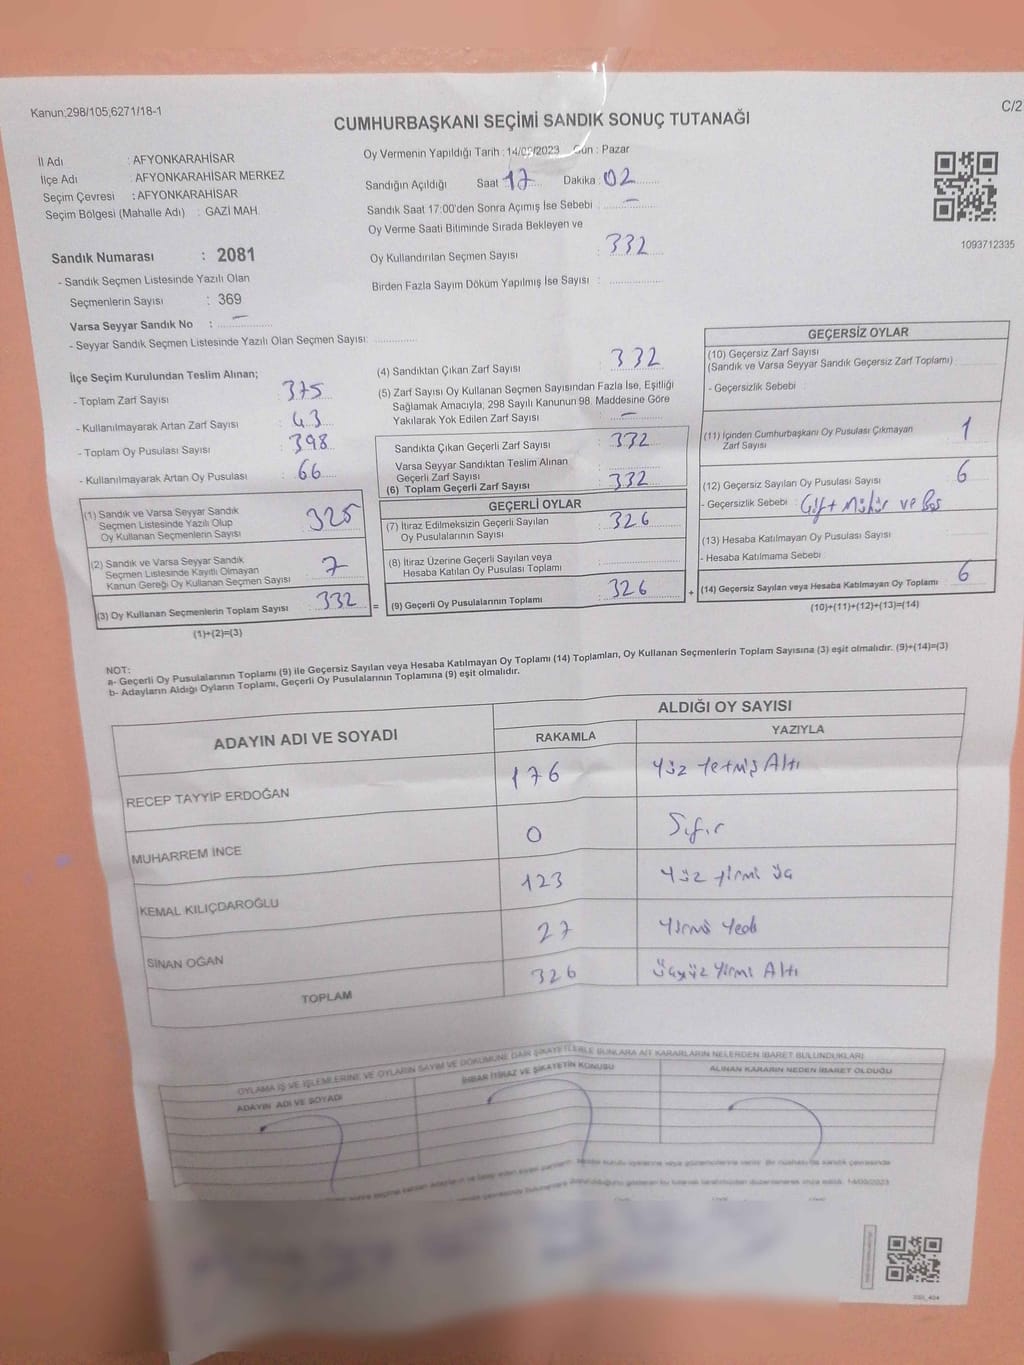 Kanun;298/105;6271/18-1
C/2
CUMHURBAŞKANI SEÇİMİ SANDIK SONUÇ TUTANAĞI
İl Adı : AFYONKARAHİSAR
İlçe Adı AFYONKARAHİSAR MERKEZ
Seçim Çevresi : AFYONKARAHİSAR
Seçim Bölgesi (Mahalle Adı) : GAZİ MAH.
Oy Vermenin Yapıldığı Tarih : 14/05/2023 Gün : Pazar
Sandığın Açıldığı Saat 17 Dakika : 02
Sandık Saat 17:00'den Sonra Açımış İse Sebebi : —
Oy Verme Saati Bitiminde Sırada Bekleyen ve
Oy Kullandırılan Seçmen Sayısı : 332
Birden Fazla Sayım Döküm Yapılmış İse Sayısı :
1093712335
Sandık Numarası : 2081
- Sandık Seçmen Listesinde Yazılı Olan
Seçmenlerin Sayısı : 369
Varsa Seyyar Sandık No : —
- Seyyar Sandık Seçmen Listesinde Yazılı Olan Seçmen Sayısı:
İlçe Seçim Kurulundan Teslim Alınan;
- Toplam Zarf Sayısı : 375
- Kullanılmayarak Artan Zarf Sayısı : 43
- Toplam Oy Pusulası Sayısı : 398
- Kullanılmayarak Artan Oy Pusulası : 66
(1) Sandık ve Varsa Seyyar Sandık
Seçmen Listesinde Yazılı Olup
Oy Kullanan Seçmenlerin Sayısı : 325
(2) Sandık ve Varsa Seyyar Sandık
Seçmen Listesinde Kayıtlı Olmayan
Kanun Gereği Oy Kullanan Seçmen Sayısı : 7
(3) Oy Kullanan Seçmenlerin Toplam Sayısı : 332 =
(1)+(2)=(3)
(4) Sandıktan Çıkan Zarf Sayısı : 332
(5) Zarf Sayısı Oy Kullanan Seçmen Sayısından Fazla İse, Eşitliği
Sağlamak Amacıyla, 298 Sayılı Kanunun 98. Maddesine Göre
Yakılarak Yok Edilen Zarf Sayısı : —
Sandıkta Çıkan Geçerli Zarf Sayısı : 332
Varsa Seyyar Sandıktan Teslim Alınan
Geçerli Zarf Sayısı :
(6) Toplam Geçerli Zarf Sayısı : 332
GEÇERLİ OYLAR
(7) İtiraz Edilmeksizin Geçerli Sayılan
Oy Pusulalarının Sayısı : 326
(8) İtiraz Üzerine Geçerli Sayılan veya
Hesaba Katılan Oy Pusulası Toplamı :
(9) Geçerli Oy Pusulalarının Toplamı : 326 +
GEÇERSİZ OYLAR
(10) Geçersiz Zarf Sayısı
(Sandık ve Varsa Seyyar Sandık Geçersiz Zarf Toplamı)
- Geçersizlik Sebebi
(11) İçinden Cumhurbaşkanı Oy Pusulası Çıkmayan
Zarf Sayısı 1
(12) Geçersiz Sayılan Oy Pusulası Sayısı 6
- Geçersizlik Sebebi : Çift Mühür ve Boş
(13) Hesaba Katılmayan Oy Pusulası Sayısı
- Hesaba Katılmama Sebebi
(14) Geçersiz Sayılan veya Hesaba Katılmayan Oy Toplamı : 6
(10)+(11)+(12)+(13)=(14)
NOT:
a- Geçerli Oy Pusulalarının Toplamı (9) ile Geçersiz Sayılan veya Hesaba Katılmayan Oy Toplamı (14) Toplamları, Oy Kullanan Seçmenlerin Toplam Sayısına (3) eşit olmalıdır. (9)+(14)=(3)
b- Adayların Aldığı Oyların Toplamı, Geçerli Oy Pusulalarının Toplamına (9) eşit olmalıdır.
ADAYIN ADI VE SOYADI
ALDIĞI OY SAYISI
RAKAMLA YAZIYLA
RECEP TAYYİP ERDOĞAN 176 Yüz Yetmiş Altı
MUHARREM İNCE 0 Sıfır
KEMAL KILIÇDAROĞLU 123 Yüz yirmi üç
SİNAN OĞAN 27 Yirmi Yedi
TOPLAM 326 Üçyüz Yirmi Altı
OYLAMA İŞ VE İŞLEMLERİNE VE OYLARIN SAYIM VE DÖKÜMÜNE DAİR ŞİKAYETLERLE BUNLARA AİT KARARLARIN NELERDEN İBARET BULUNDUKLARI
ADAYIN ADI VE SOYADI İHBAR İTİRAZ VE ŞİKAYETİN KONUSU ALINAN KARARIN NEDEN İBARET OLDUĞU